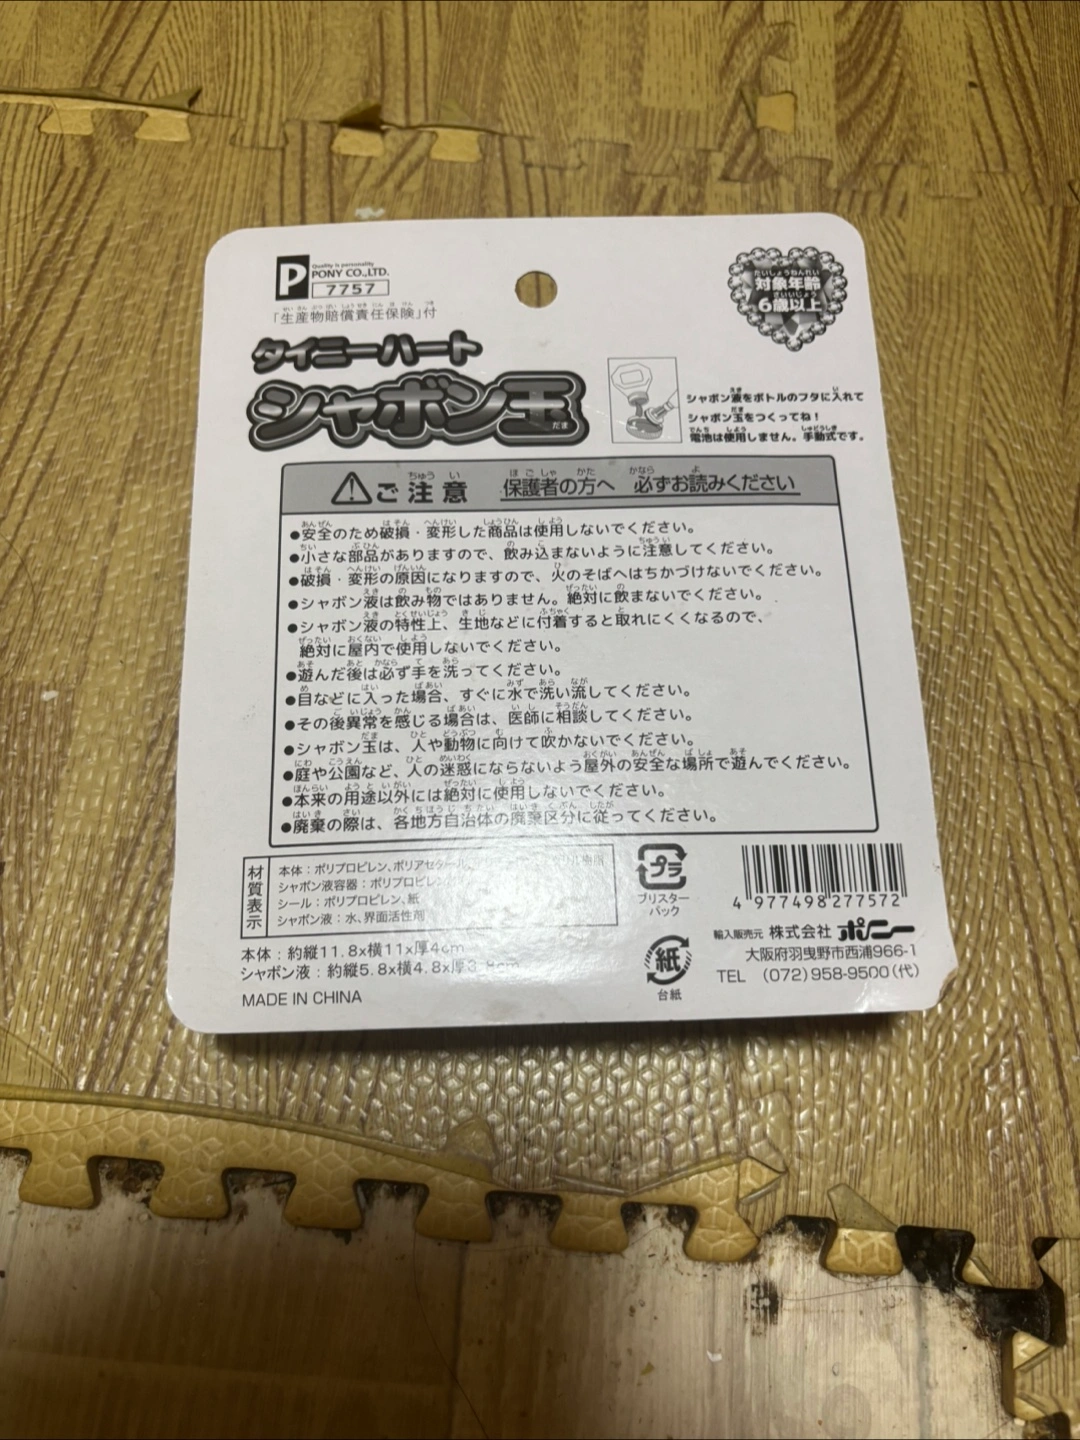 P
Quality is personality
PONY CO.,LTD.
7757
「生産物賠償責任保険」付
対象年齢
6歳以上
タイニーハート
シャボン玉
シャボン液をボトルのフタに入れて
シャボン玉をつくってね!
電池は使用しません。手動式です。
ご注意 保護者の方へ 必ずお読みください
●安全のため破損・変形した商品は使用しないでください。
●小さな部品がありますので、飲み込まないように注意してください。
●破損・変形の原因になりますので、火のそばへはちかづけないでください。
●シャボン液は飲み物ではありません。絶対に飲まないでください。
●シャボン液の特性上、生地などに付着すると取れにくくなるので、
絶対に屋内で使用しないでください。
●遊んだ後は必ず手を洗ってください。
●目などに入った場合、すぐに水で洗い流してください。
●その後異常を感じる場合は、医師に相談してください。
●シャボン玉は、人や動物に向けて吹かないでください。
●庭や公園など、人の迷惑にならないよう屋外の安全な場所で遊んでください。
●本来の用途以外には絶対に使用しないでください。
●廃棄の際は、各地方自治体の廃棄区分に従ってください。
材質表示
本体:ポリプロピレン、ポリアセタール、
シャボン液容器:ポリプロピレン
シール:ポリプロピレン、紙
シャボン液:水、界面活性剤
本体:約縦11.8x横11x厚4cm
シャボン液:約縦5.8x横4.8x厚3.8cm
MADE IN CHINA
プラ
ブリスター
パック
紙
台紙
4 977498 277572
輸入販売元 株式会社 ポニー
大阪府羽曳野市西浦966-1
TEL (072)958-9500(代)